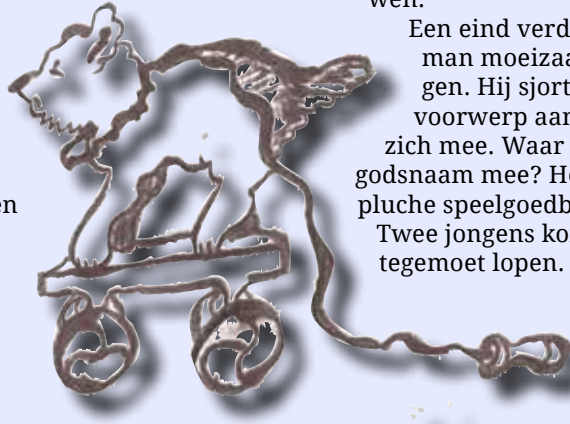 wen.
Een eind verd
man moeizaa
gen. Hij sjort
voorwerp aan
zich mee. Waar
en
godsnaam mee? He
pluche speelgoedb
Twee jongens ko
tegemoet lopen.